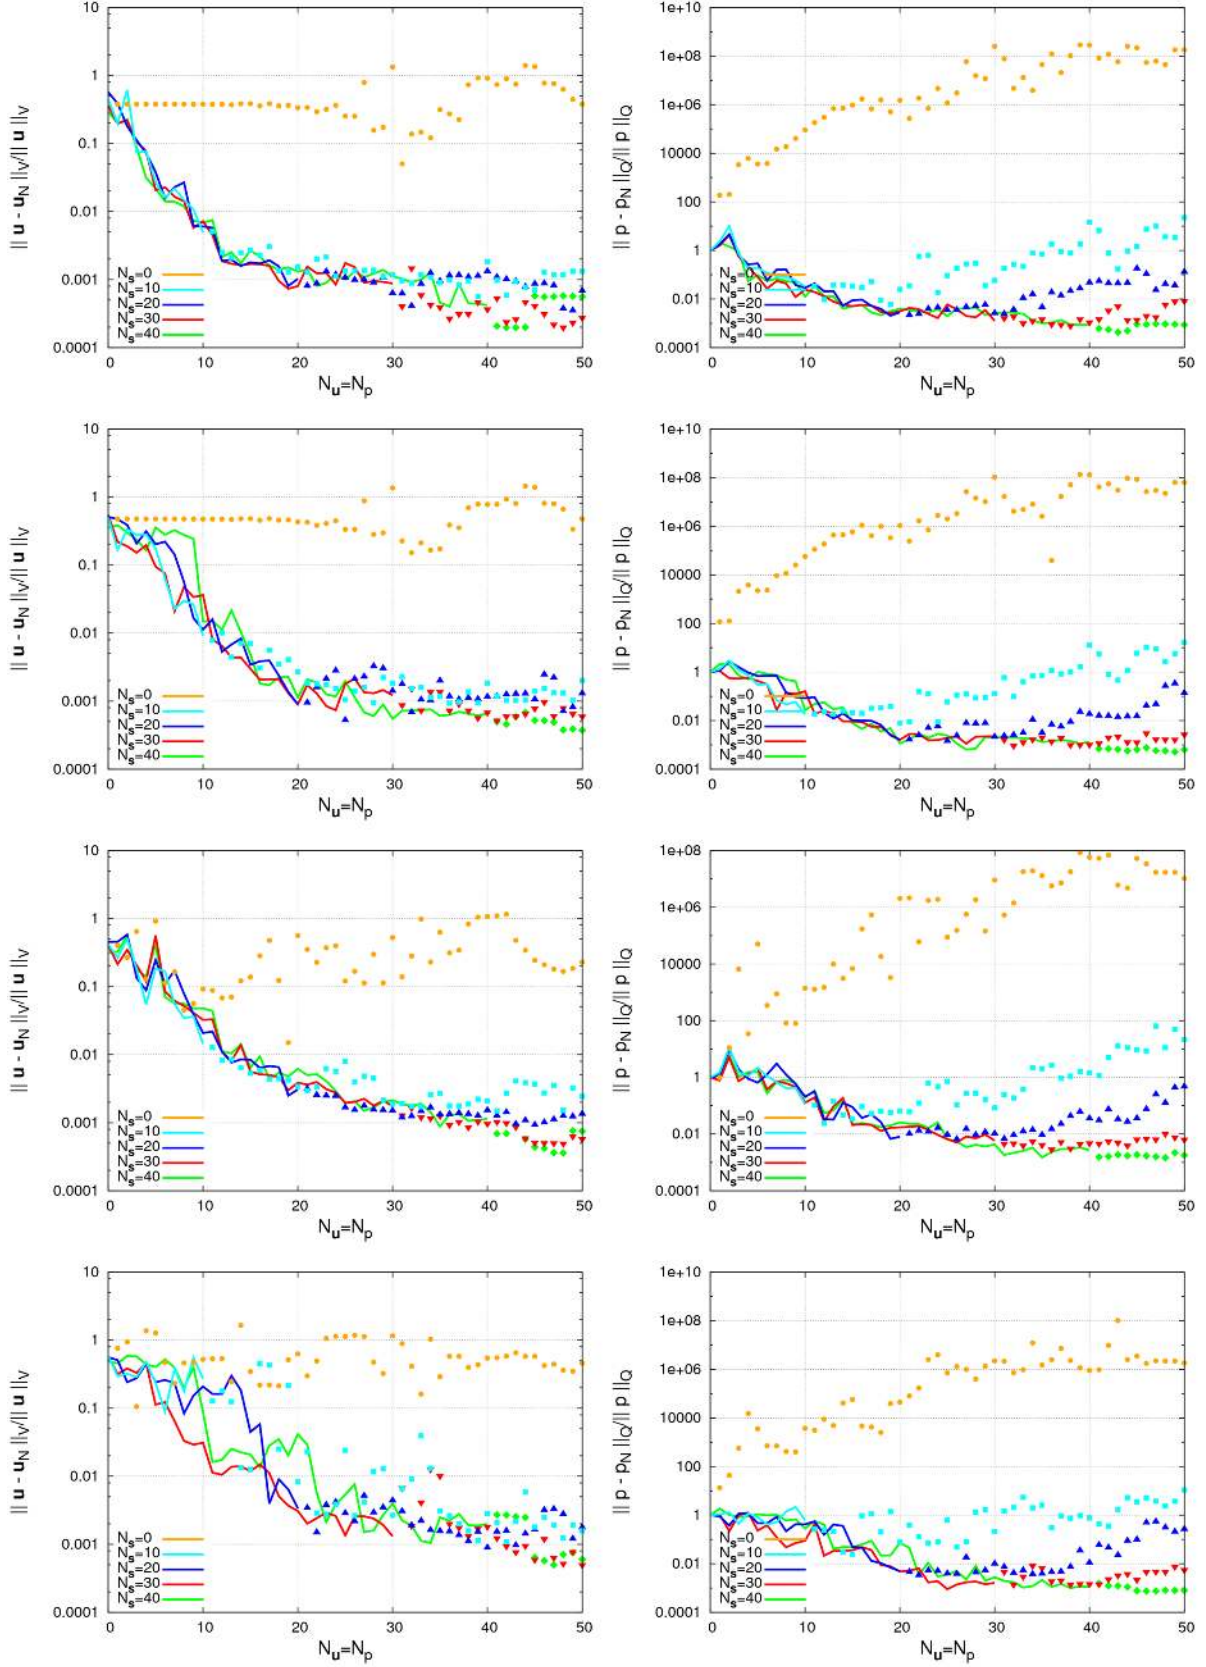 10
1
0.1
0.01
0.001
0.0001
|| u - u_N ||_V/|| u ||_V
N_s=0
N_s=10
N_s=20
N_s=30
N_s=40
0 10 20 30 40 50
N_u=N_p
1e+10
1e+08
1e+06
10000
100
1
0.01
0.0001
|| p - p_N ||_Q/|| p ||_Q
N_s=0
N_s=10
N_s=20
N_s=30
N_s=40
0 10 20 30 40 50
N_u=N_p
10
1
0.1
0.01
0.001
0.0001
|| u - u_N ||_V/|| u ||_V
N_s=0
N_s=10
N_s=20
N_s=30
N_s=40
0 10 20 30 40 50
N_u=N_p
1e+10
1e+08
1e+06
10000
100
1
0.01
0.0001
|| p - p_N ||_Q/|| p ||_Q
N_s=0
N_s=10
N_s=20
N_s=30
N_s=40
0 10 20 30 40 50
N_u=N_p
10
1
0.1
0.01
0.001
0.0001
|| u - u_N ||_V/|| u ||_V
N_s=0
N_s=10
N_s=20
N_s=30
N_s=40
0 10 20 30 40 50
N_u=N_p
1e+08
1e+06
10000
100
1
0.01
0.0001
|| p - p_N ||_Q/|| p ||_Q
N_s=0
N_s=10
N_s=20
N_s=30
N_s=40
0 10 20 30 40 50
N_u=N_p
10
1
0.1
0.01
0.001
0.0001
|| u - u_N ||_V/|| u ||_V
N_s=0
N_s=10
N_s=20
N_s=30
N_s=40
0 10 20 30 40 50
N_u=N_p
1e+10
1e+08
1e+06
10000
100
1
0.01
0.0001
|| p - p_N ||_Q/|| p ||_Q
N_s=0
N_s=10
N_s=20
N_s=30
N_s=40
0 10 20 30 40 50
N_u=N_p